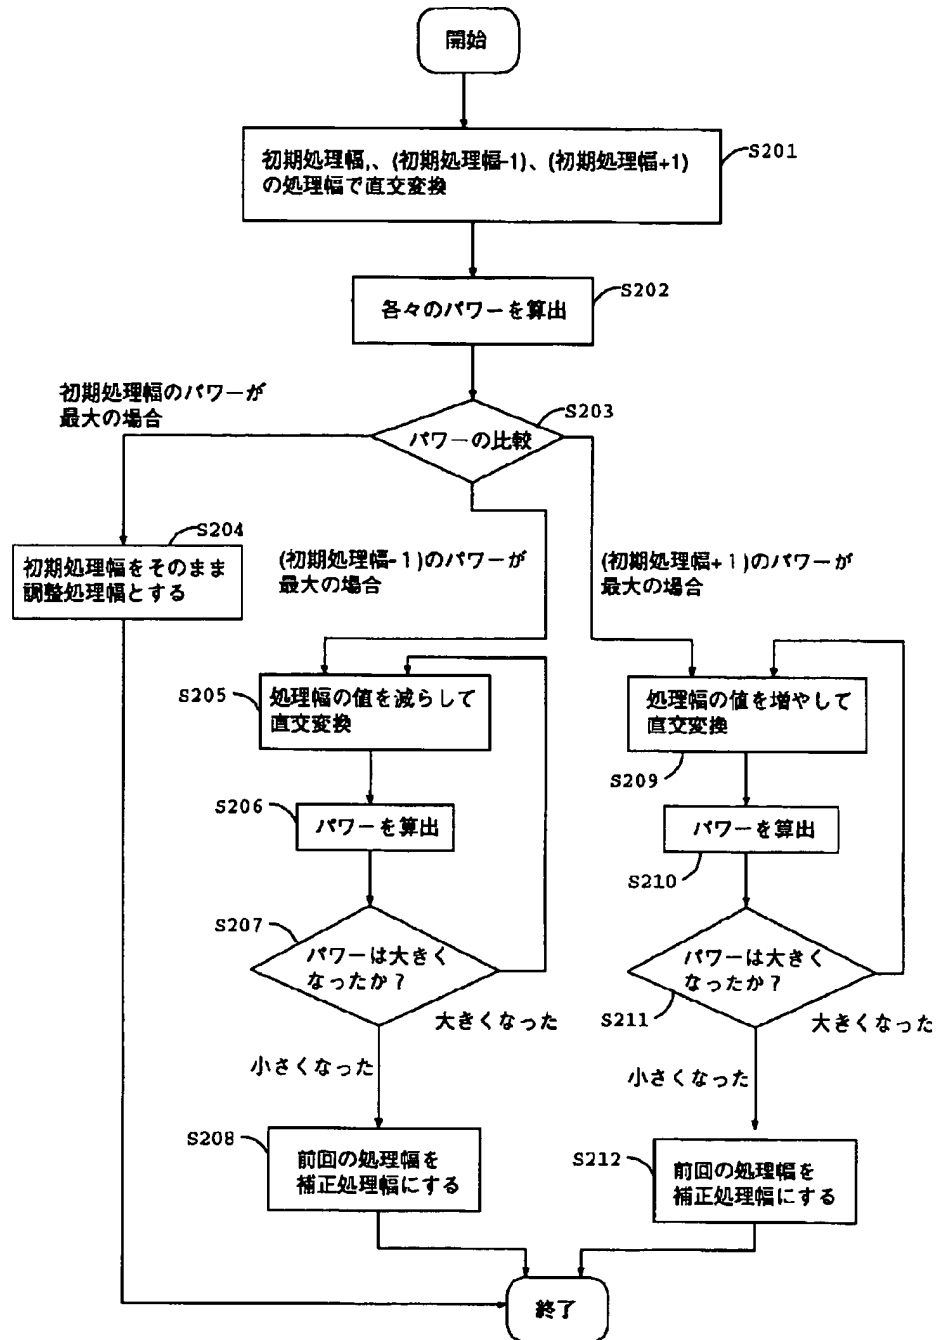 開始
初期処理幅,、(初期処理幅-1)、(初期処理幅+1)
の処理幅で直交変換
S201
各々のパワーを算出
S202
初期処理幅のパワーが
最大の場合
パワーの比較
S203
S204
初期処理幅をそのまま
調整処理幅とする
(初期処理幅-1)のパワーが
最大の場合
(初期処理幅+1)のパワーが
最大の場合
S205
処理幅の値を減らして
直交変換
処理幅の値を増やして
直交変換
S209
S206
パワーを算出
パワーを算出
S210
S207
パワーは大きく
なったか?
大きくなった
パワーは大きく
なったか?
S211
大きくなった
小さくなった
小さくなった
S208
前回の処理幅を
補正処理幅にする
S212
前回の処理幅を
補正処理幅にする
終了